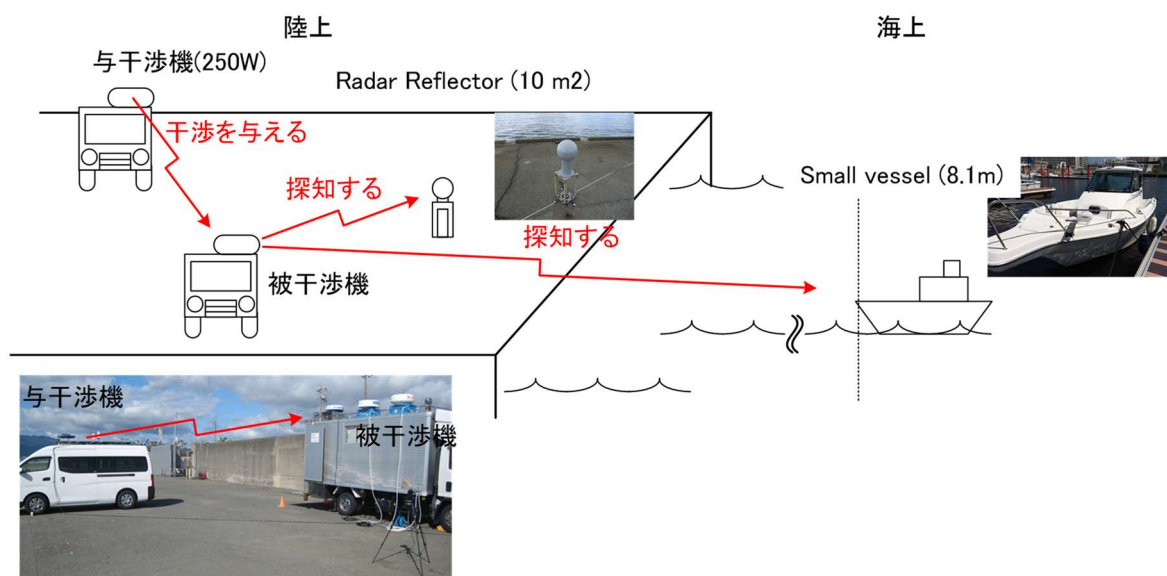 陸上
海上
与干渉機(250W)
Radar Reflector (10 m2)
干渉を与える
探知する
Small vessel (8.1m)
探知する
被干渉機
与干渉機
被干渉機